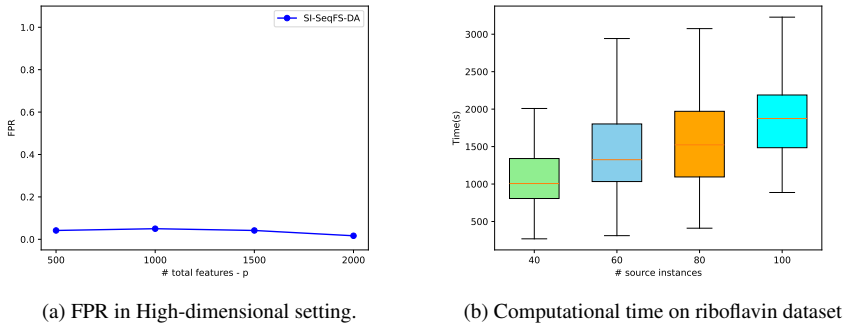 SI-SeqFS-DA
1.0
0.8
0.6
0.4
0.2
0.0
FPR
500 1000 1500 2000
# total features - p
(a) FPR in High-dimensional setting.
3000
2500
2000
1500
1000
500
Time(s)
40 60 80 100
# source instances
(b) Computational time on riboflavin dataset